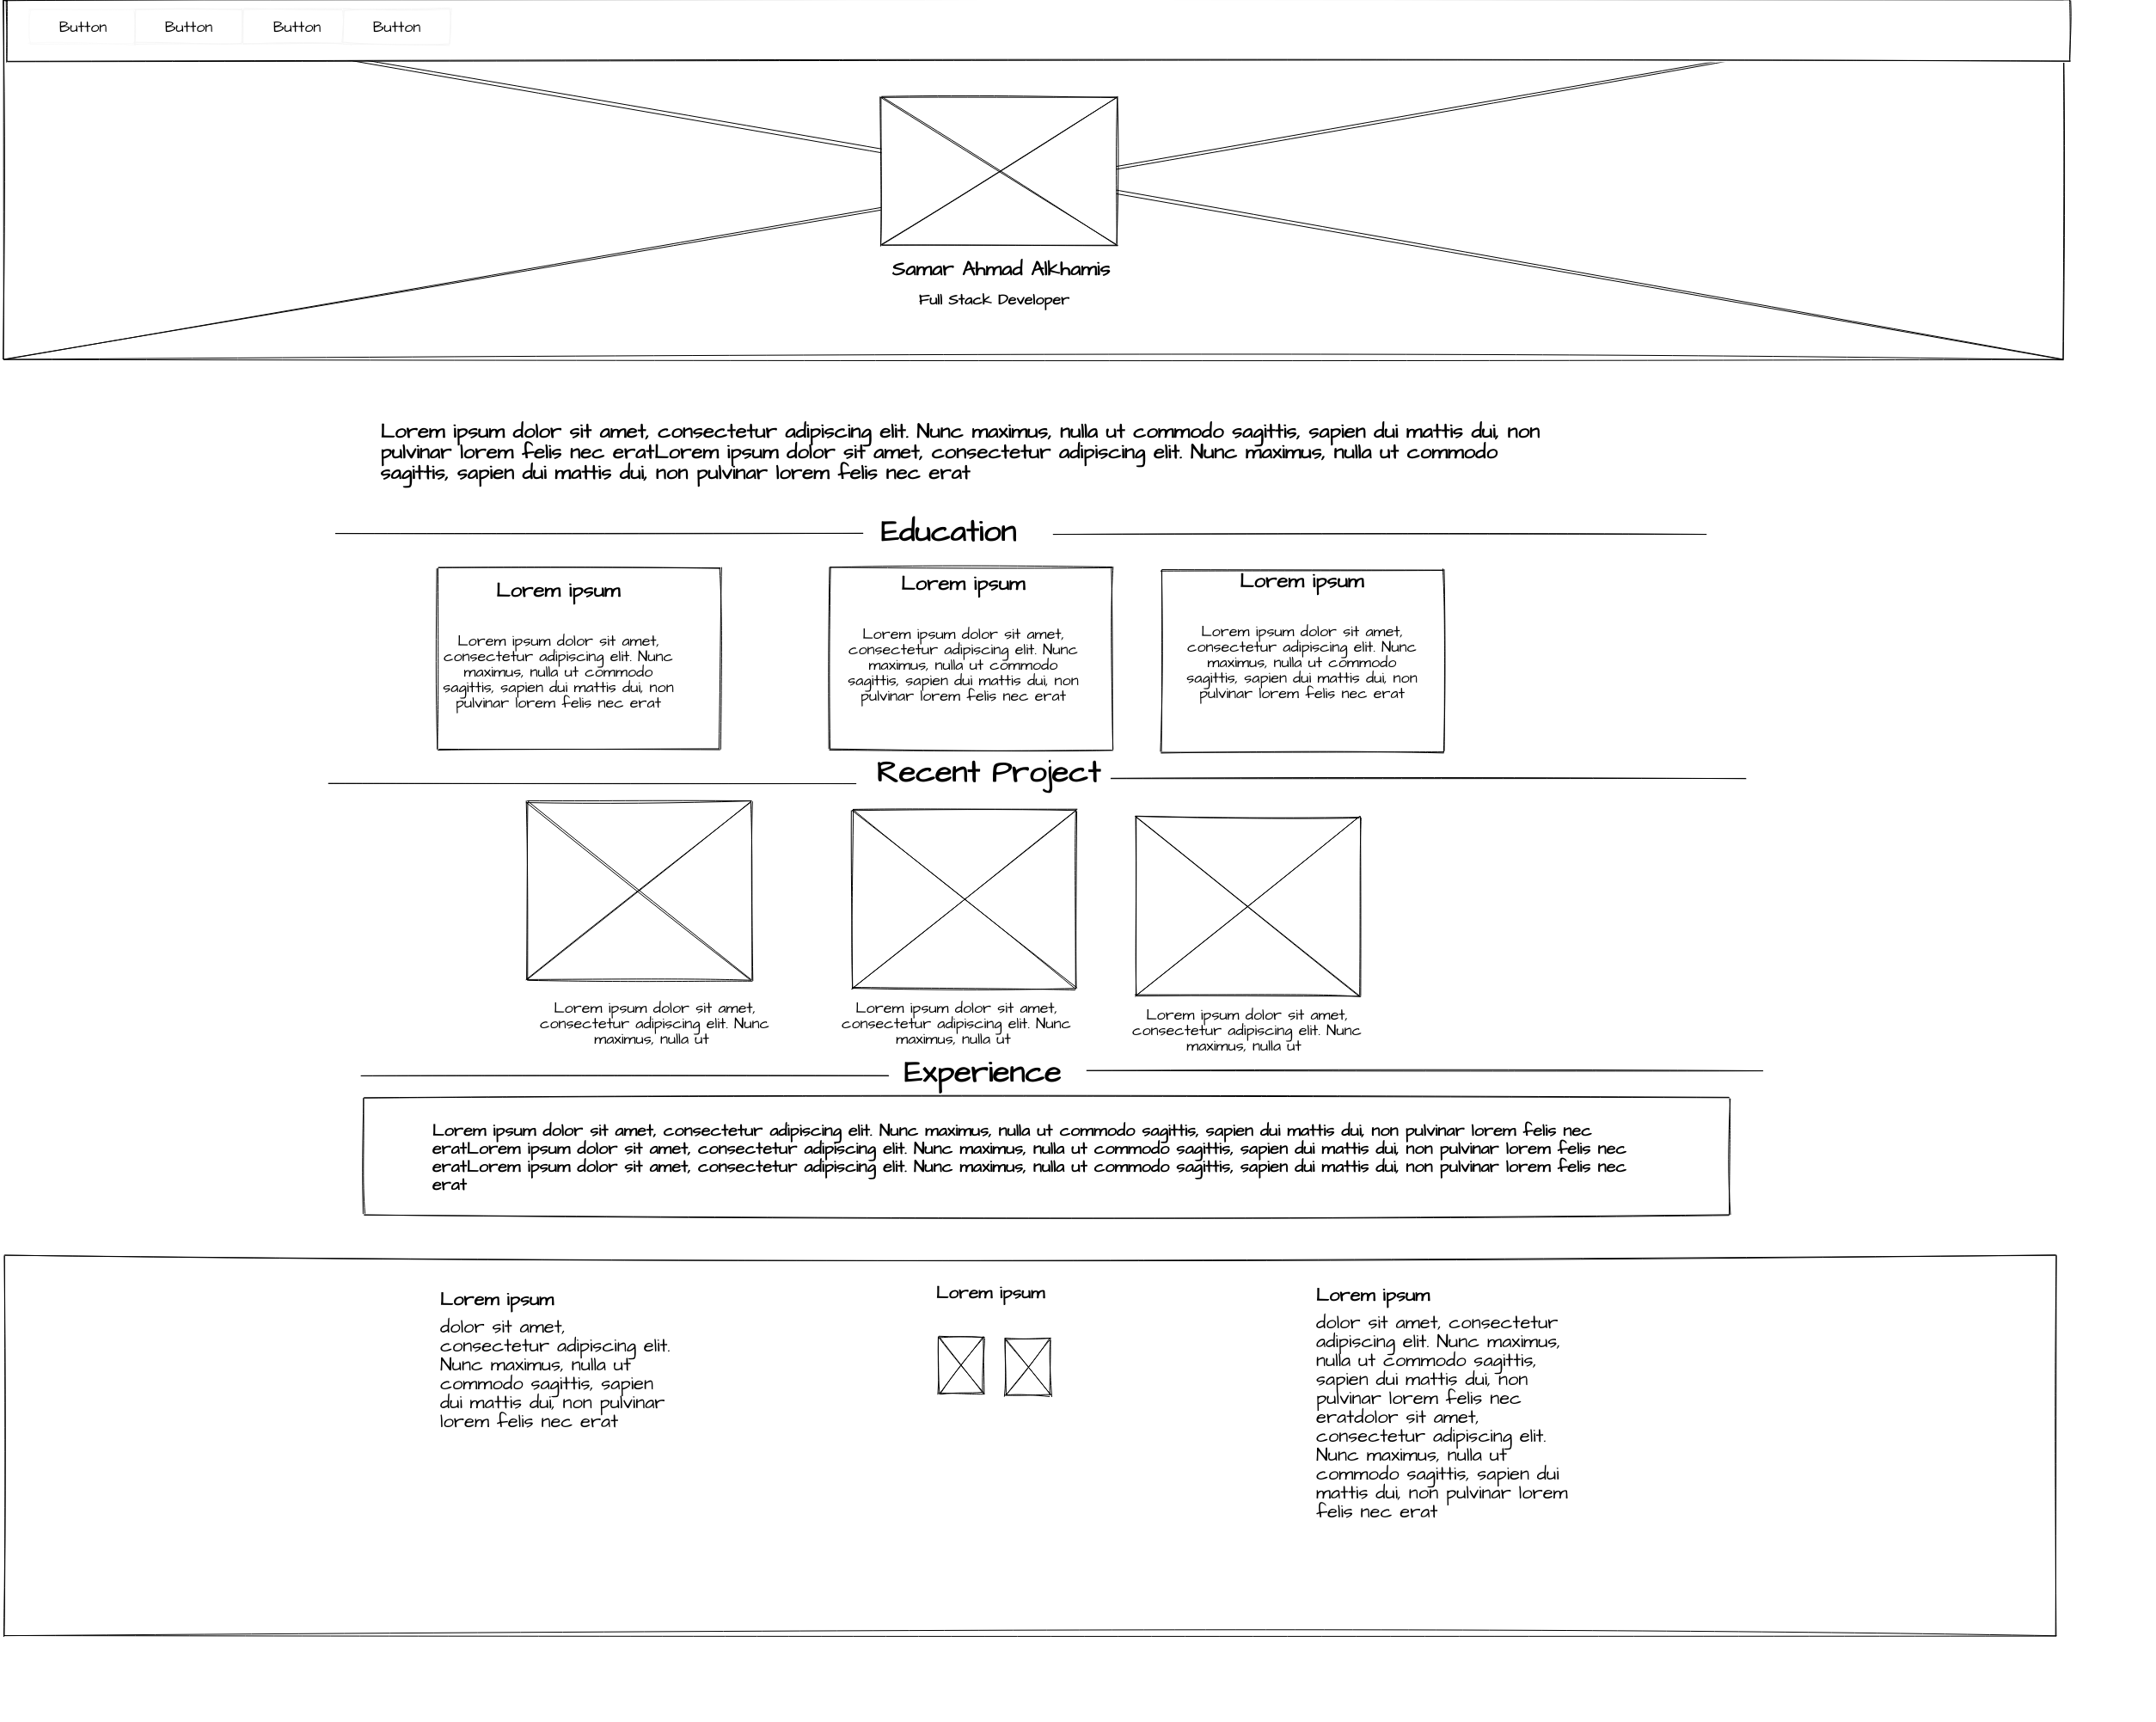 Button Button Button Button
Samar Ahmad Alkhamis
Full Stack Developer
Lorem ipsum dolor sit amet, consectetur adipiscing elit. Nunc maximus, nulla ut commodo sagittis, sapien dui mattis dui, non
pulvinar lorem felis nec eratLorem ipsum dolor sit amet, consectetur adipiscing elit. Nunc maximus, nulla ut commodo
sagittis, sapien dui mattis dui, non pulvinar lorem felis nec erat
Education
Lorem ipsum
Lorem ipsum dolor sit amet,
consectetur adipiscing elit. Nunc
maximus, nulla ut commodo
sagittis, sapien dui mattis dui, non
pulvinar lorem felis nec erat
Lorem ipsum
Lorem ipsum dolor sit amet,
consectetur adipiscing elit. Nunc
maximus, nulla ut commodo
sagittis, sapien dui mattis dui, non
pulvinar lorem felis nec erat
Lorem ipsum
Lorem ipsum dolor sit amet,
consectetur adipiscing elit. Nunc
maximus, nulla ut commodo
sagittis, sapien dui mattis dui, non
pulvinar lorem felis nec erat
Recent Project
Lorem ipsum dolor sit amet,
consectetur adipiscing elit. Nunc
maximus, nulla ut
Lorem ipsum dolor sit amet,
consectetur adipiscing elit. Nunc
maximus, nulla ut
Lorem ipsum dolor sit amet,
consectetur adipiscing elit. Nunc
maximus, nulla ut
Experience
Lorem ipsum dolor sit amet, consectetur adipiscing elit. Nunc maximus, nulla ut commodo sagittis, sapien dui mattis dui, non pulvinar lorem felis nec
eratLorem ipsum dolor sit amet, consectetur adipiscing elit. Nunc maximus, nulla ut commodo sagittis, sapien dui mattis dui, non pulvinar lorem felis nec
eratLorem ipsum dolor sit amet, consectetur adipiscing elit. Nunc maximus, nulla ut commodo sagittis, sapien dui mattis dui, non pulvinar lorem felis nec
erat
Lorem ipsum
dolor sit amet,
consectetur adipiscing elit.
Nunc maximus, nulla ut
commodo sagittis, sapien
dui mattis dui, non pulvinar
lorem felis nec erat
Lorem ipsum
Lorem ipsum
dolor sit amet, consectetur
adipiscing elit. Nunc maximus,
nulla ut commodo sagittis,
sapien dui mattis dui, non
pulvinar lorem felis nec
eratdolor sit amet,
consectetur adipiscing elit.
Nunc maximus, nulla ut
commodo sagittis, sapien dui
mattis dui, non pulvinar lorem
felis nec erat